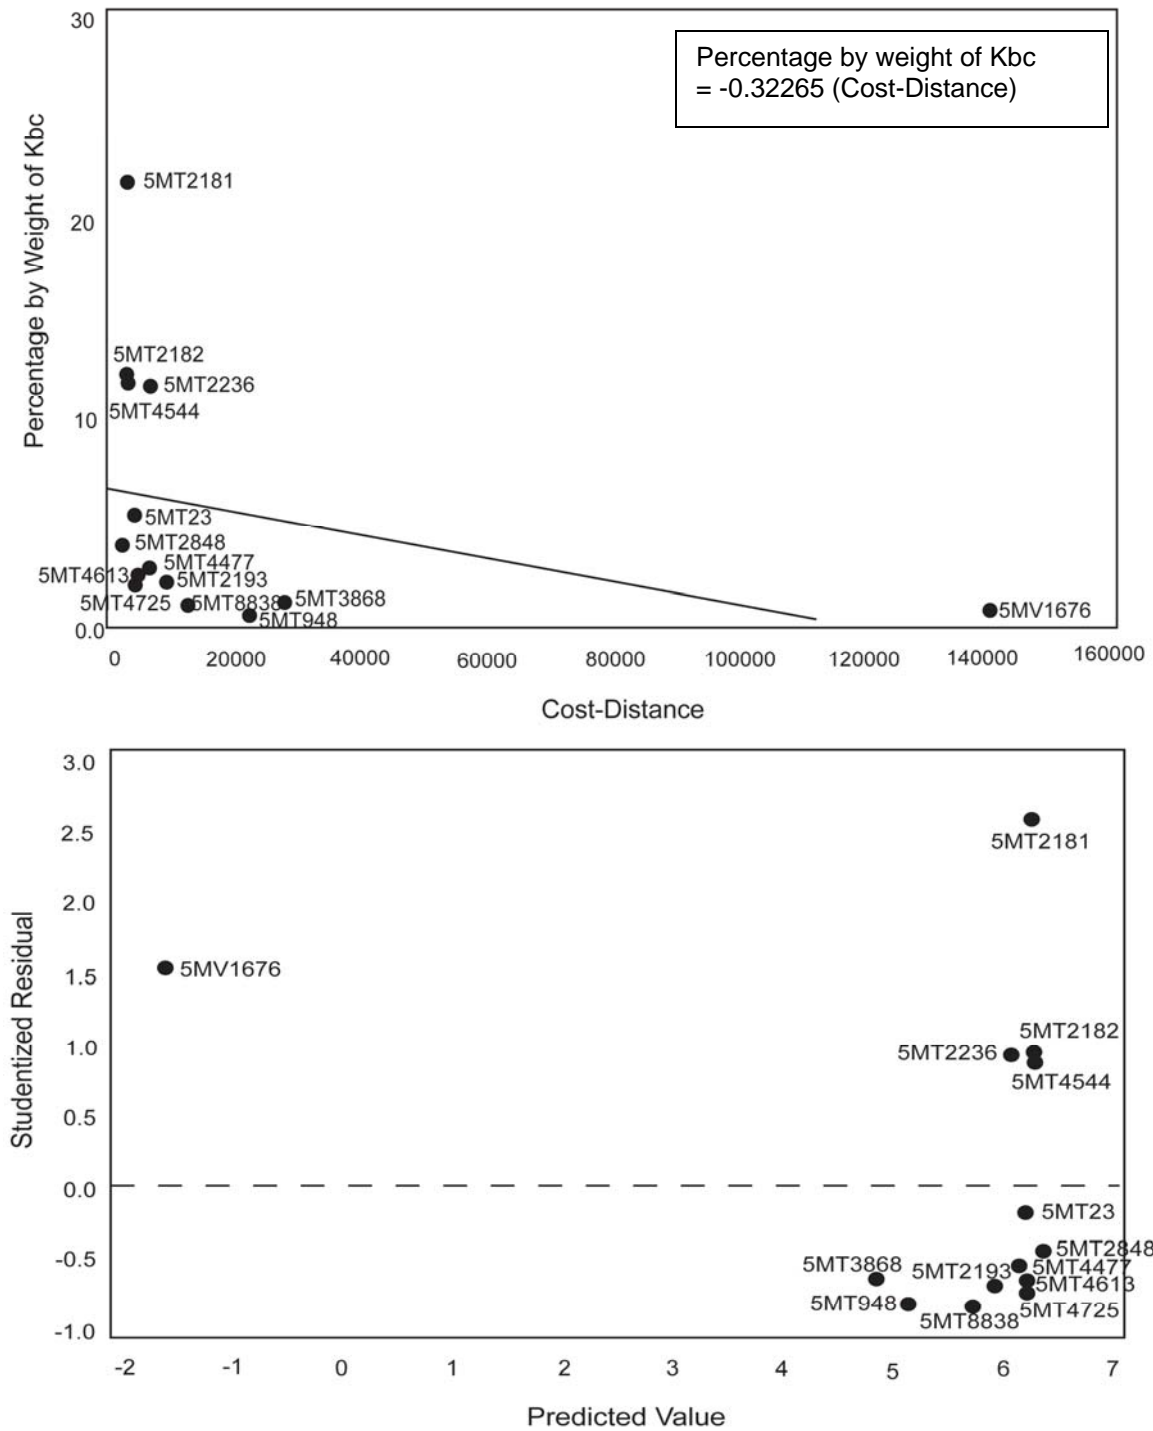 30
Percentage by weight of Kbc
= -0.32265 (Cost-Distance)
5MT2181
20
5MT2182
5MT2236
5MT4544
10
5MT23
5MT2848
5MT4477
5MT4613
5MT2193
5MT4725
5MT8838
5MT3868
5MV1676
5MT948
0.0
Percentage by Weight of Kbc
0 20000 40000 60000 80000 100000 120000 140000 160000
Cost-Distance
3.0
2.5
5MT2181
2.0
1.5
5MV1676
1.0
5MT2182
5MT2236
5MT4544
0.5
0.0
5MT23
-0.5
5MT2848
5MT3868
5MT2193
5MT4477
5MT4613
5MT948
5MT4725
5MT8838
-1.0
Studentized Residual
-2 -1 0 1 2 3 4 5 6 7
Predicted Value